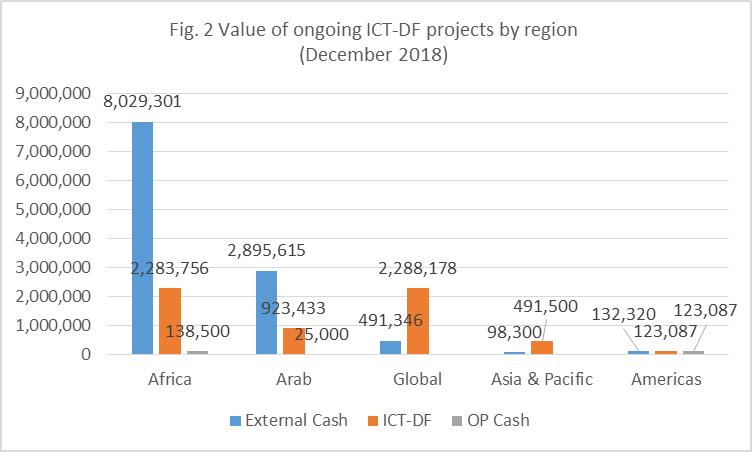 Fig. 2 Value of ongoing ICT-DF projects by region
(December 2018)
9,000,000
8,000,000
7,000,000
6,000,000
5,000,000
4,000,000
3,000,000
2,000,000
1,000,000
0
8,029,301
2,283,756
138,500
2,895,615
923,433
25,000
491,346
2,288,178
98,300
491,500
132,320
123,087
123,087
Africa
Arab
Global
Asia & Pacific
Americas
External Cash
ICT-DF
OP Cash